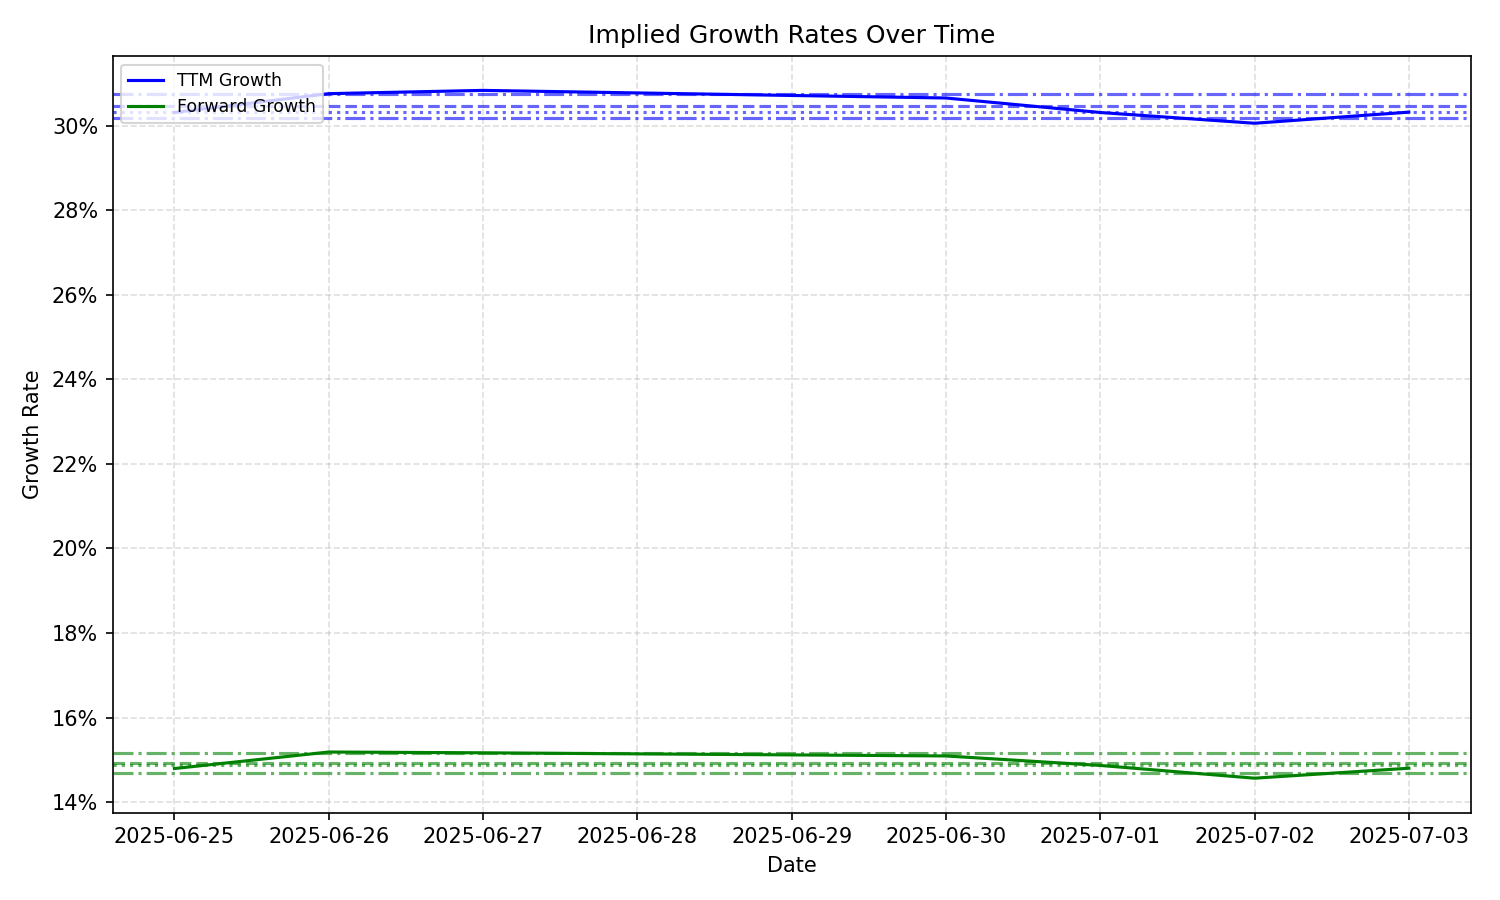 Implied Growth Rates Over Time
TTM Growth
Forward Growth
30%
28%
26%
24%
22%
20%
18%
16%
14%
Growth Rate
2025-06-25 2025-06-26 2025-06-27 2025-06-28 2025-06-29 2025-06-30 2025-07-01 2025-07-02 2025-07-03
Date